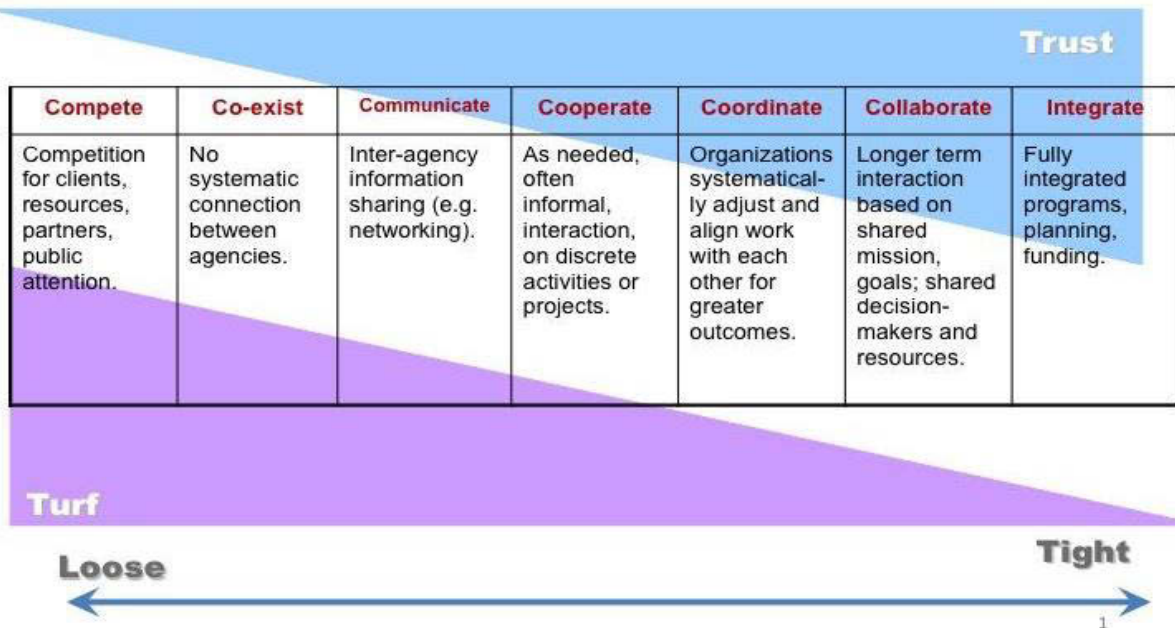 Trust
Compete
Co-exist
Communicate
Cooperate
Coordinate
Collaborate
Integrate
Competition
for clients,
resources,
partners,
public
attention.
No
systematic
connection
between
agencies.
Inter-agency
information
sharing (e.g.
networking).
As needed,
often
informal,
interaction,
on discrete
activities or
projects.
Organizations
systematical-
ly adjust and
align work
with each
other for
greater
outcomes.
Longer term
interaction
based on
shared
mission,
goals; shared
decision-
makers and
resources.
Fully
integrated
programs,
planning,
funding.
Turf
Loose
Tight
1